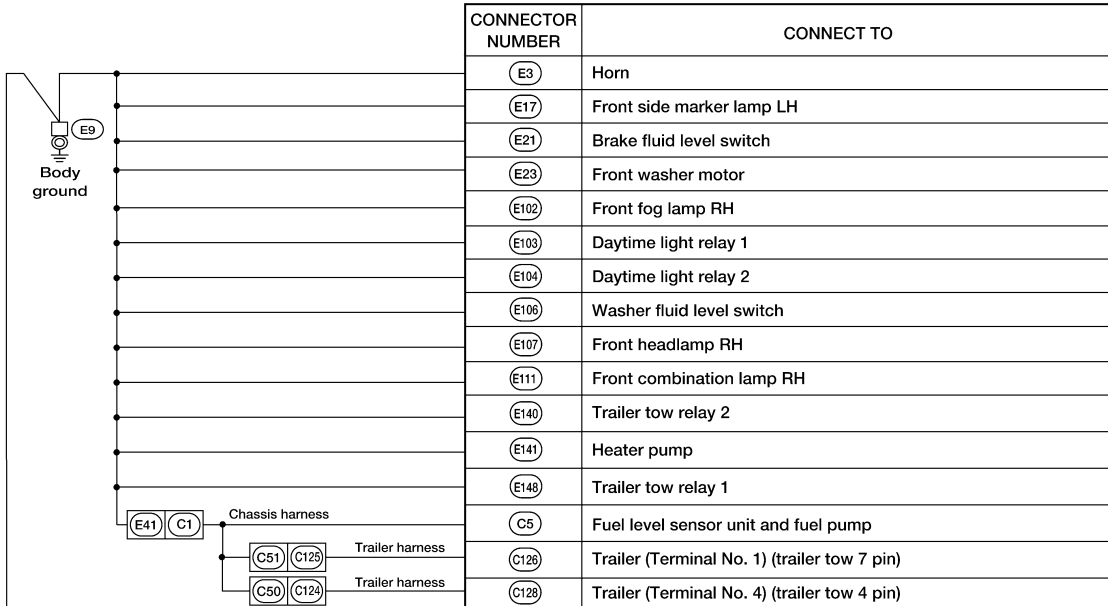 CONNECTOR NUMBER CONNECT TO
E3 Horn
E17 Front side marker lamp LH
E9
E21 Brake fluid level switch
Body ground
E23 Front washer motor
E102 Front fog lamp RH
E103 Daytime light relay 1
E104 Daytime light relay 2
E106 Washer fluid level switch
E107 Front headlamp RH
E111 Front combination lamp RH
E140 Trailer tow relay 2
E141 Heater pump
E148 Trailer tow relay 1
E41 C1 Chassis harness C5 Fuel level sensor unit and fuel pump
C51 C125 Trailer harness C126 Trailer (Terminal No. 1) (trailer tow 7 pin)
C50 C124 Trailer harness C128 Trailer (Terminal No. 4) (trailer tow 4 pin)